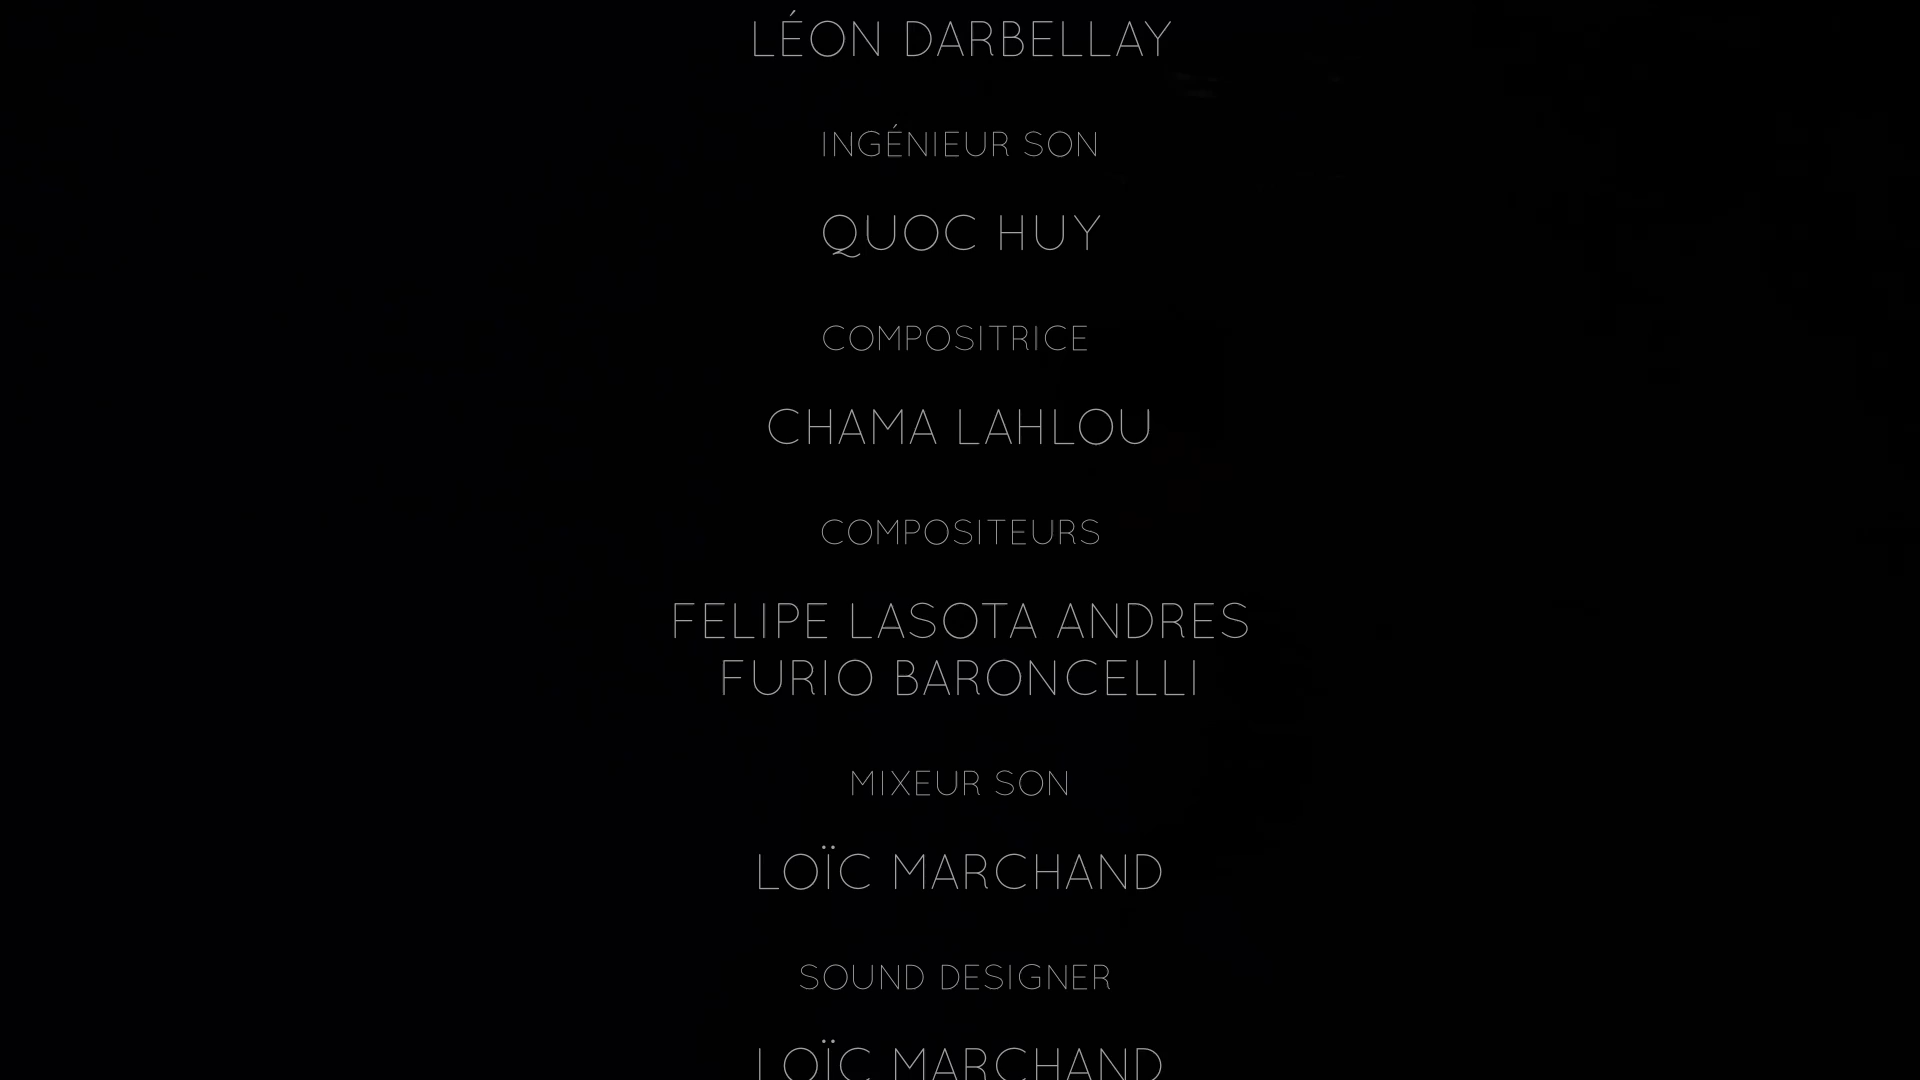 LÉON DARBELLAY
INGÉNIEUR SON
QUOC HUY
COMPOSITRICE
CHAMA LAHLOU
COMPOSITEURS
FELIPE LASOTA ANDRES
FURIO BARONCELLI
MIXEUR SON
LOÏC MARCHAND
SOUND DESIGNER
LOÏC MARCHAND